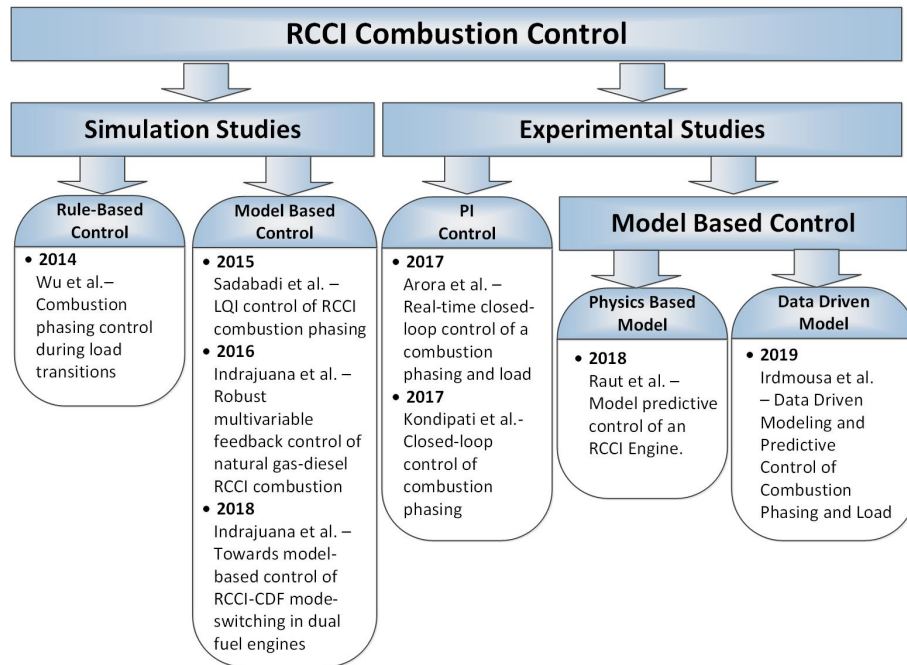 RCCI Combustion Control
Simulation Studies
Experimental Studies
Rule-Based
Control
• 2014
Wu et al.–
Combustion
phasing control
during load
transitions
Model Based
Control
• 2015
Sadabadi et al. –
LQI control of RCCI
combustion phasing
• 2016
Indrajuana et al. –
Robust
multivariable
feedback control of
natural gas-diesel
RCCI combustion
• 2018
Indrajuana et al. –
Towards model-
based control of
RCCI-CDF mode-
switching in dual
fuel engines
PI
Control
• 2017
Arora et al. –
Real-time closed-
loop control of a
combustion
phasing and load
• 2017
Kondipati et al.-
Closed-loop
control of
combustion
phasing
Model Based Control
Physics Based
Model
• 2018
Raut et al. –
Model predictive
control of an
RCCI Engine.
Data Driven
Model
• 2019
Irdmousa et al.
– Data Driven
Modeling and
Predictive
Control of
Combustion
Phasing and Load